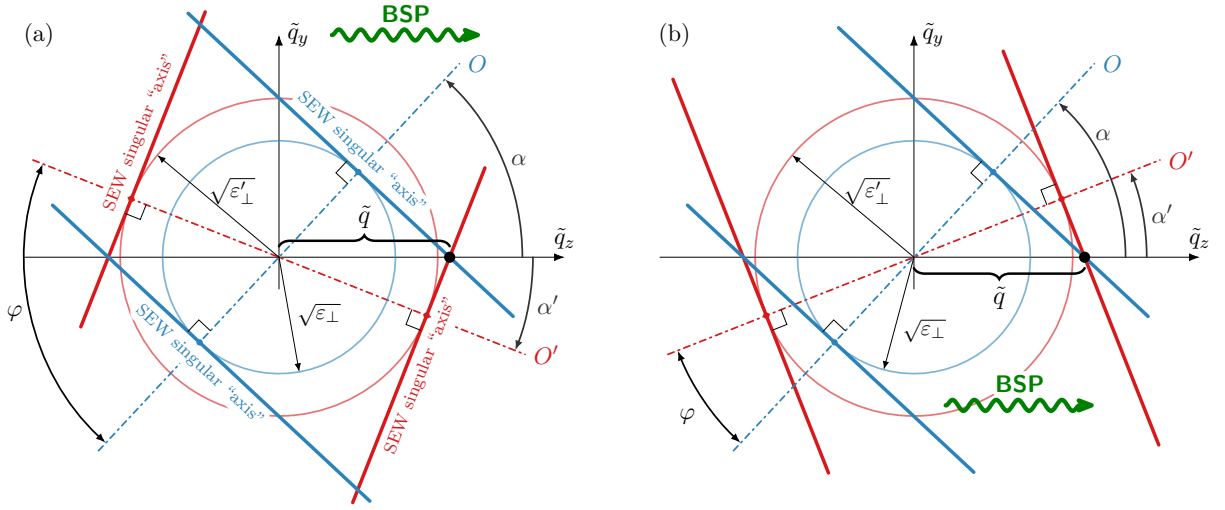 (a)
BSP
q̃_y
O
SEW singular “axis”
SEW singular “axis”
√ε′_⊥
α
q̃
q̃_z
φ
√ε_⊥
α′
O′
SEW singular “axis”
SEW singular “axis”
(b)
q̃_y
O
O′
√ε′_⊥
α
α′
q̃_z
q̃
√ε_⊥
BSP
φ